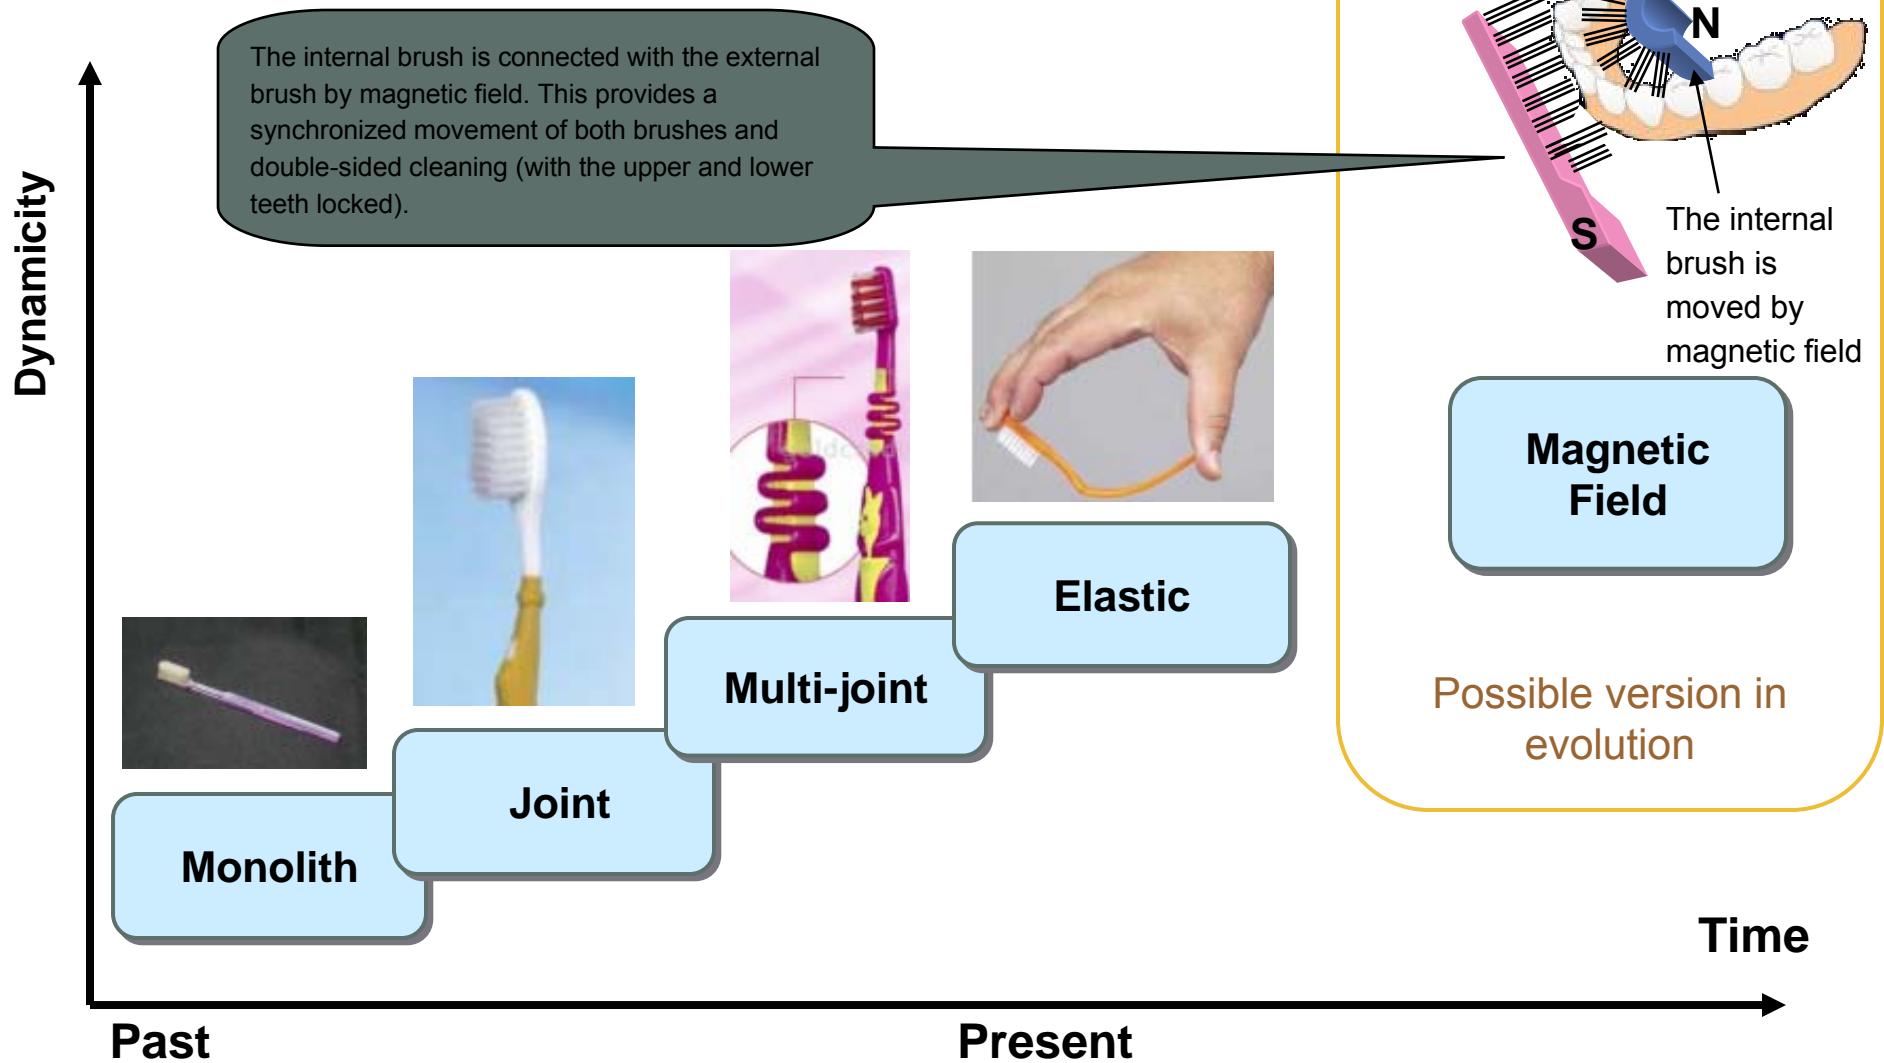 The internal brush is connected with the external
brush by magnetic field. This provides a
synchronized movement of both brushes and
double-sided cleaning (with the upper and lower
teeth locked).
N
S
The internal
brush is
moved by
magnetic field
Dynamicity
Magnetic
Field
Elastic
Multi-joint
Joint
Monolith
Possible version in
evolution
Time
Past
Present